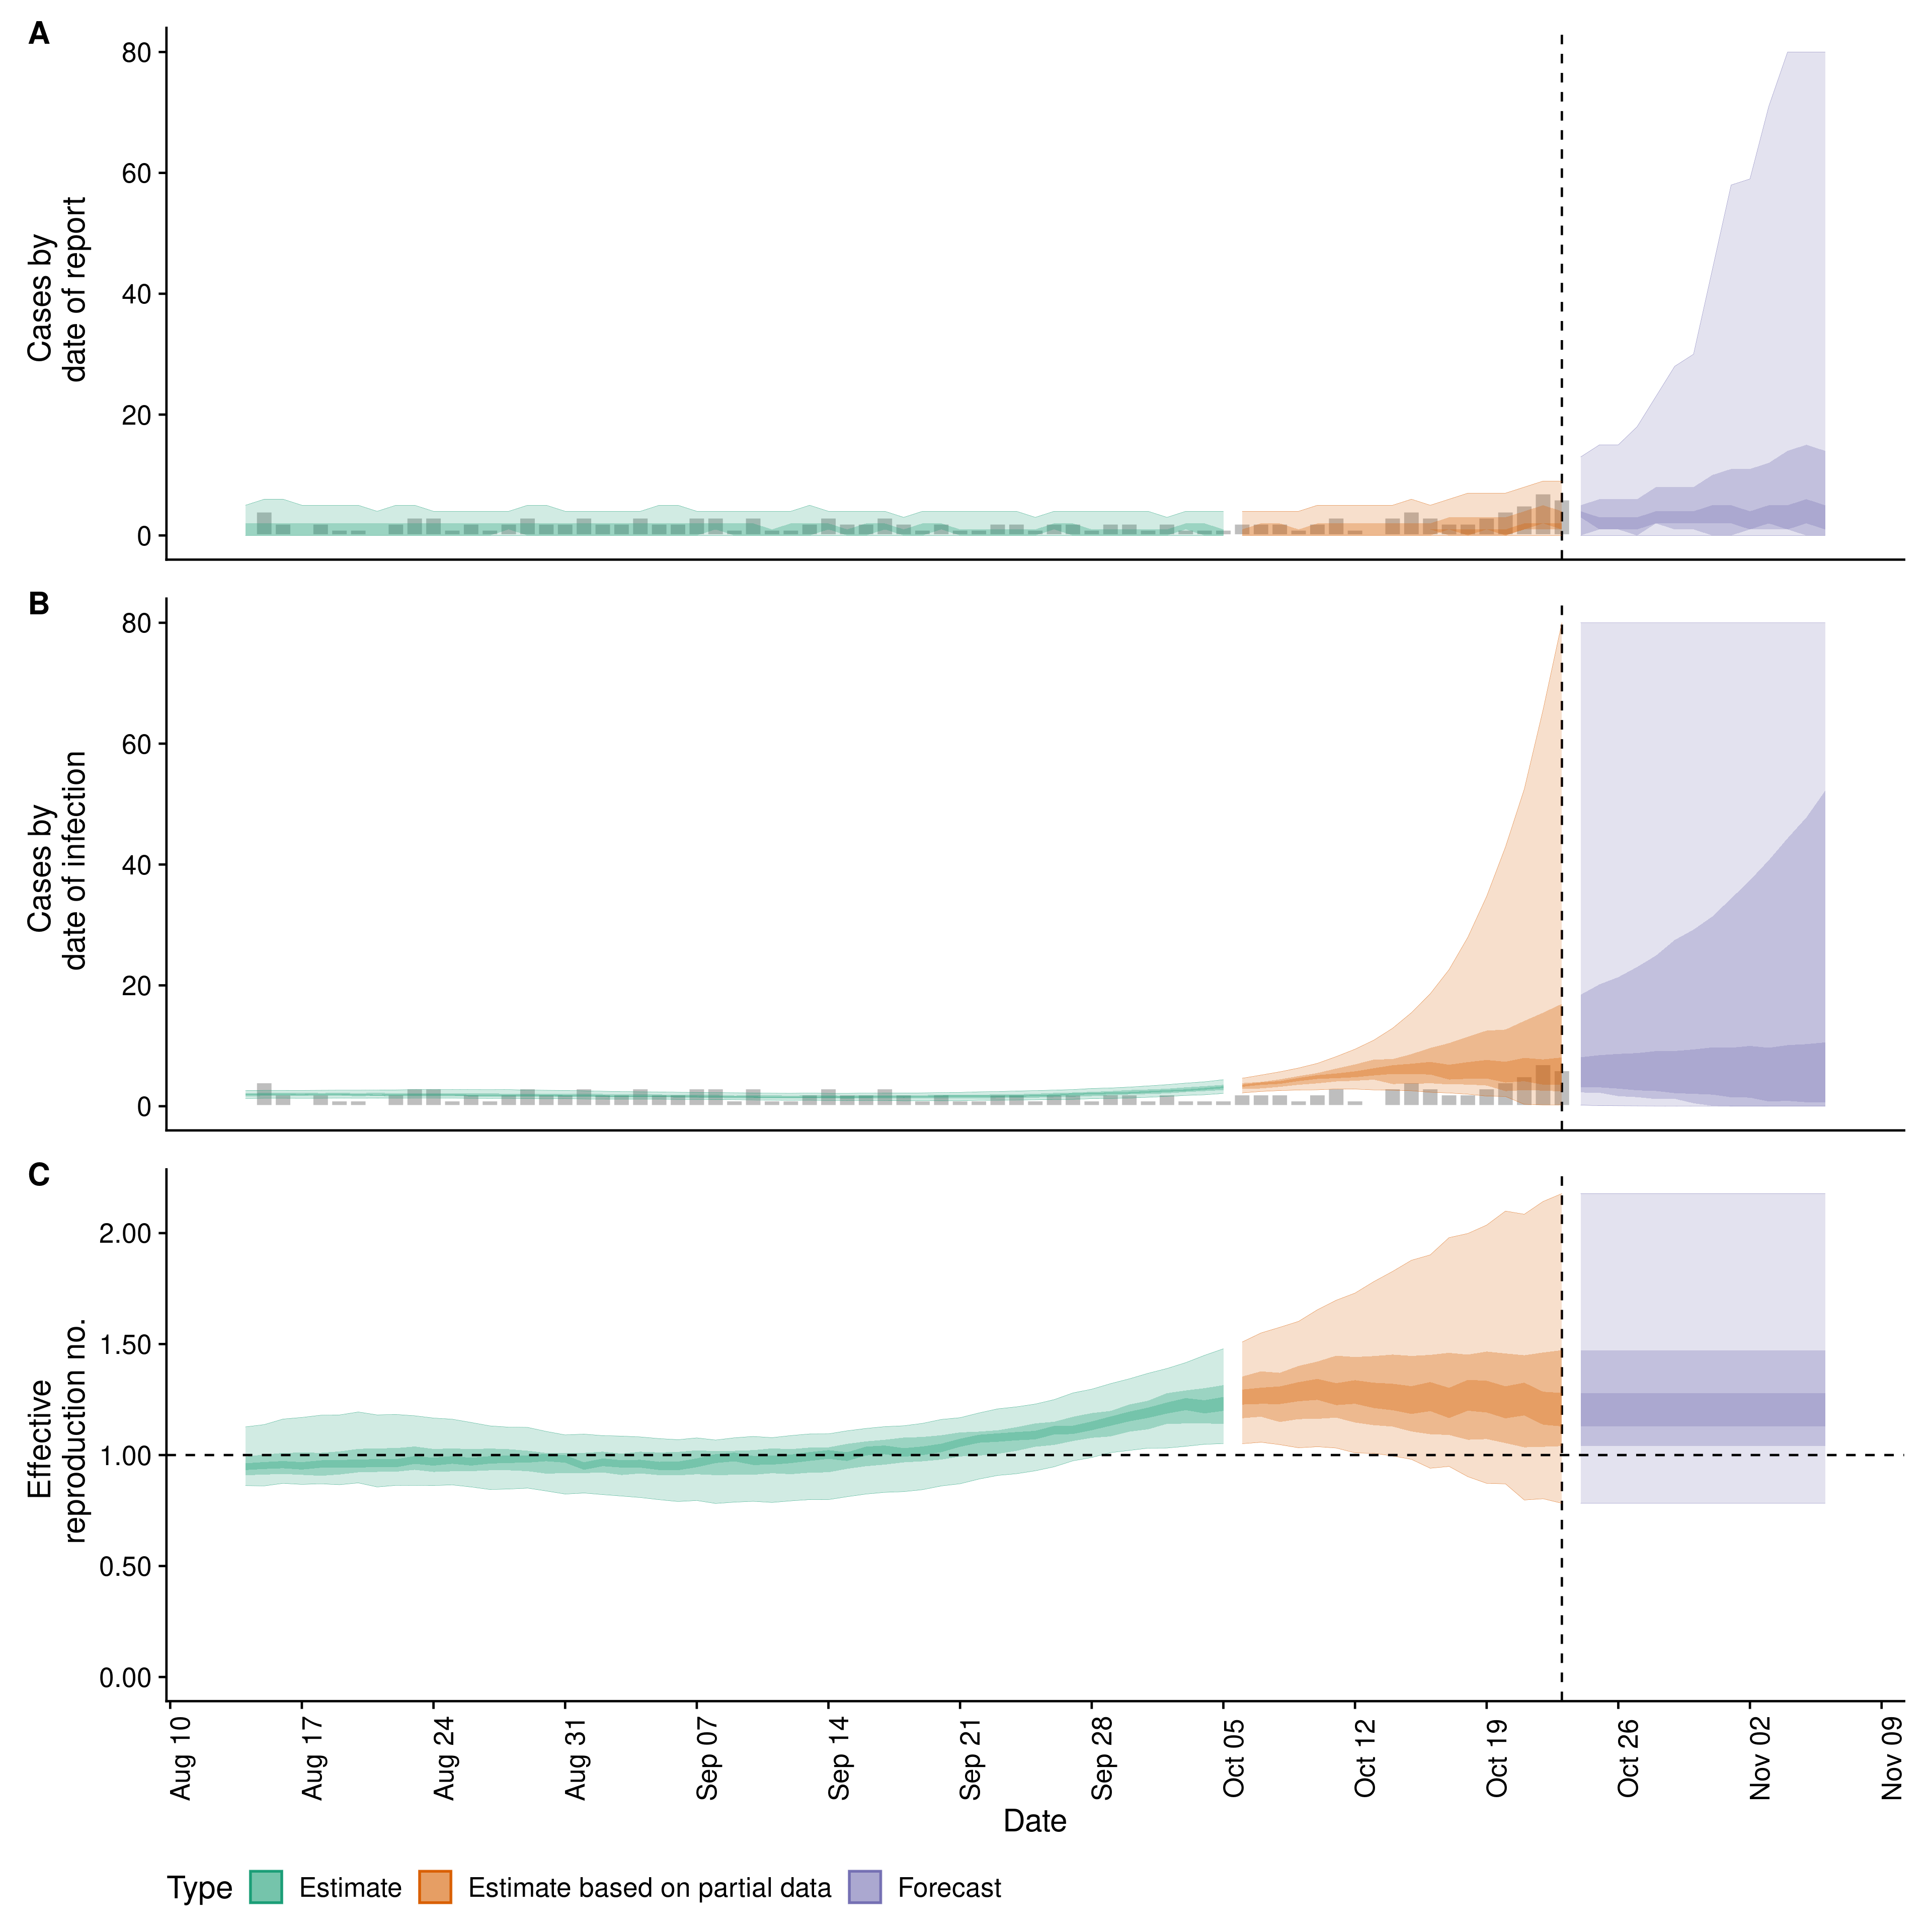 A
80
60
40
20
0
Cases by
date of report
B
80
60
40
20
0
Cases by
date of infection
C
2.00
1.50
1.00
0.50
0.00
Effective
reproduction no.
Aug 10
Aug 17
Aug 24
Aug 31
Sep 07
Sep 14
Sep 21
Sep 28
Oct 05
Oct 12
Oct 19
Oct 26
Nov 02
Nov 09
Date
Type Estimate Estimate based on partial data Forecast